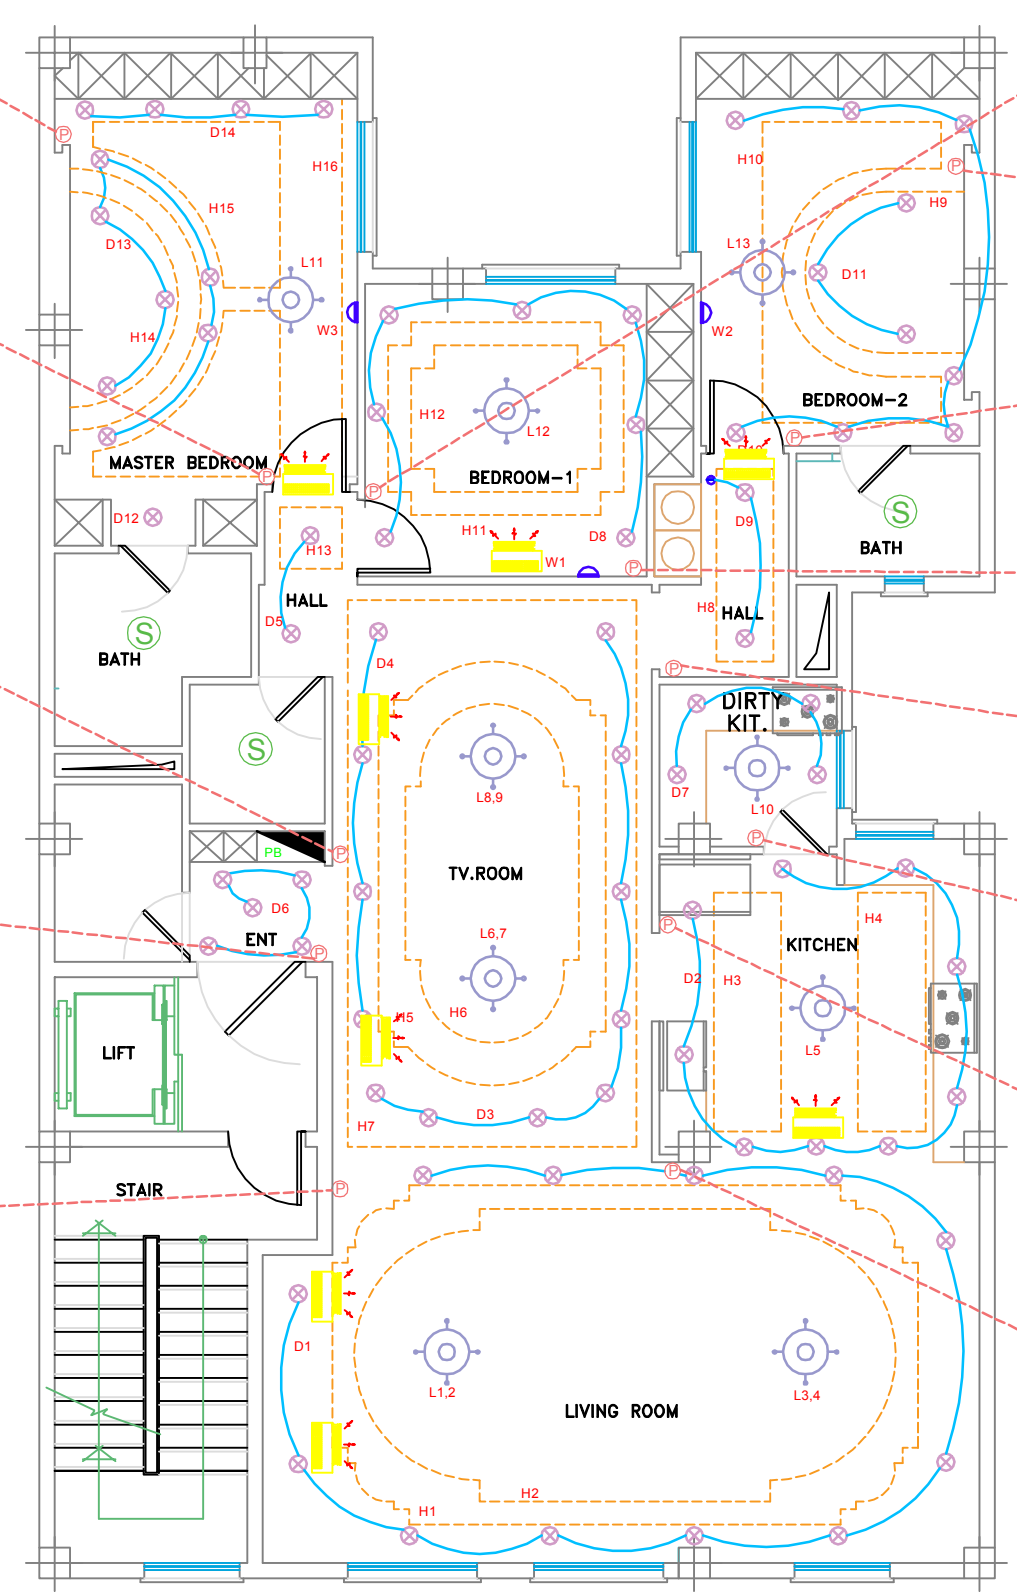 P
D14
H16
H10
P
H15
H9
D13
L13
L11
D11
H14
W3
W2
H12
L12
BEDROOM-2
P
MASTER BEDROOM
BEDROOM-1
P
P
D12
D9
S
H11
D8
H13
W1
BATH
P
HALL
H8
HALL
D5
S
BATH
D4
P
DIRTY
KIT.
S
D7
L8,9
L10
PB
P
P
TV.ROOM
D6
H4
P
L6,7
ENT
P
KITCHEN
D2
H3
H5
H6
L5
LIFT
D3
H7
STAIR
P
P
D1
L1,2
L3,4
LIVING ROOM
H2
H1